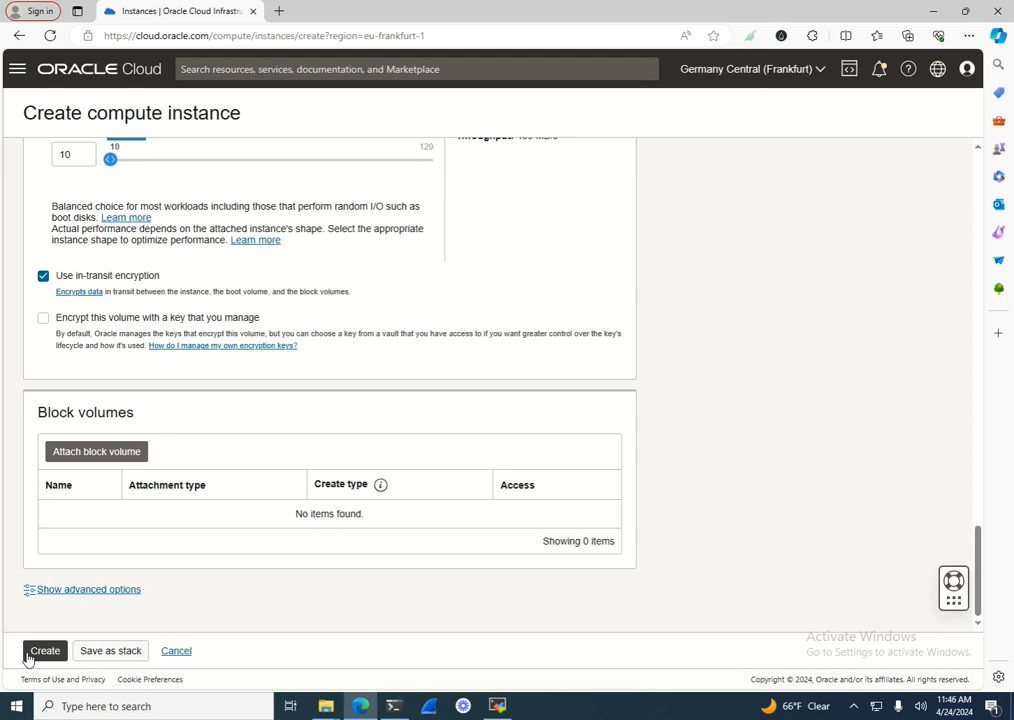 Sign in
Instances | Oracle Cloud Infrastru
https://cloud.oracle.com/compute/instances/create?region=eu-frankfurt-1
ORACLE Cloud
Search resources, services, documentation, and Marketplace
Germany Central (Frankfurt)
Create compute instance
10
10
120
Balanced choice for most workloads including those that perform random I/O such as
boot disks. Learn more
Actual performance depends on the attached instance's shape. Select the appropriate
instance shape to optimize performance. Learn more
Use in-transit encryption
Encrypts data in transit between the instance, the boot volume, and the block volumes.
Encrypt this volume with a key that you manage
By default, Oracle manages the keys that encrypt this volume, but you can choose a key from a vault that you have access to if you want greater control over the key's
lifecycle and how it's used. How do I manage my own encryption keys?
Block volumes
Attach block volume
Name
Attachment type
Create type
Access
No items found.
Showing 0 items
Show advanced options
Create
Save as stack
Cancel
Activate Windows
Go to Settings to activate Windows.
Terms of Use and Privacy
Cookie Preferences
Copyright © 2024, Oracle and/or its affiliates. All rights reserved.
Type here to search
66°F Clear
11:46 AM
4/24/2024